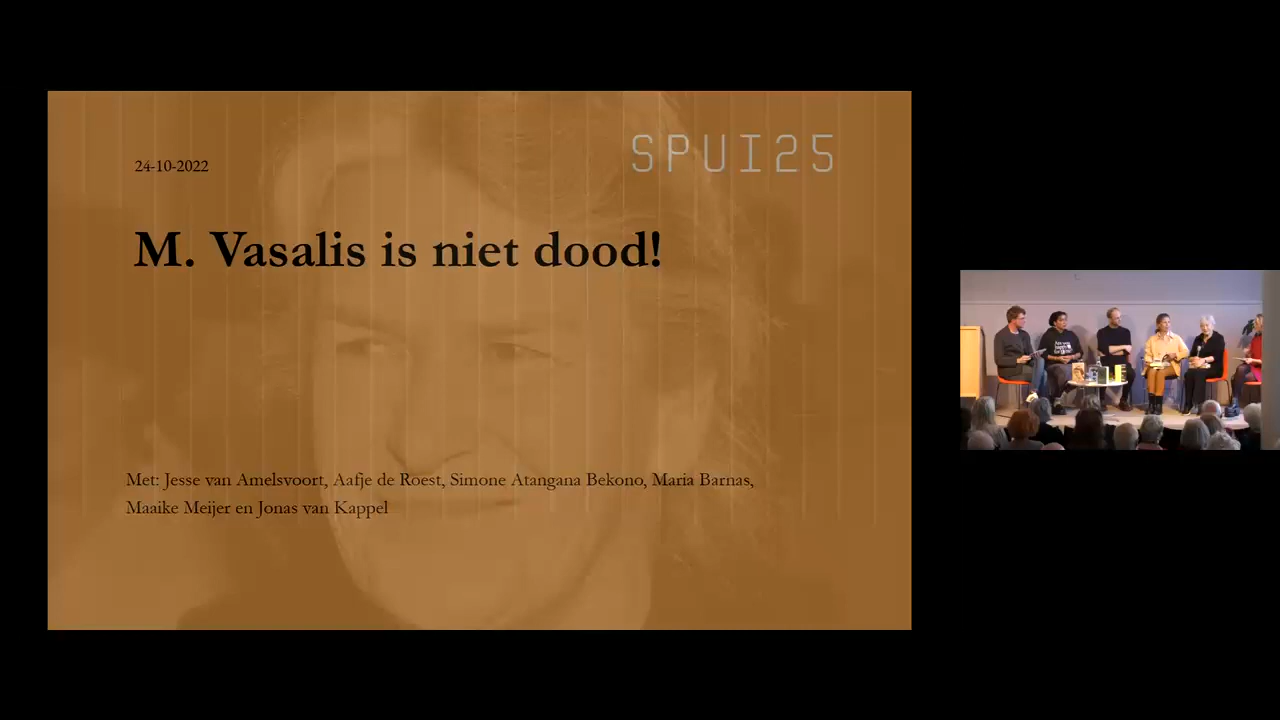 24-10-2022
SPUI25
M. Vasalis is niet dood!
Met: Jesse van Amelsvoort, Aafje de Roest, Simone Atangana Bekono, Maria Barnas,
Maaike Meijer en Jonas van Kappel